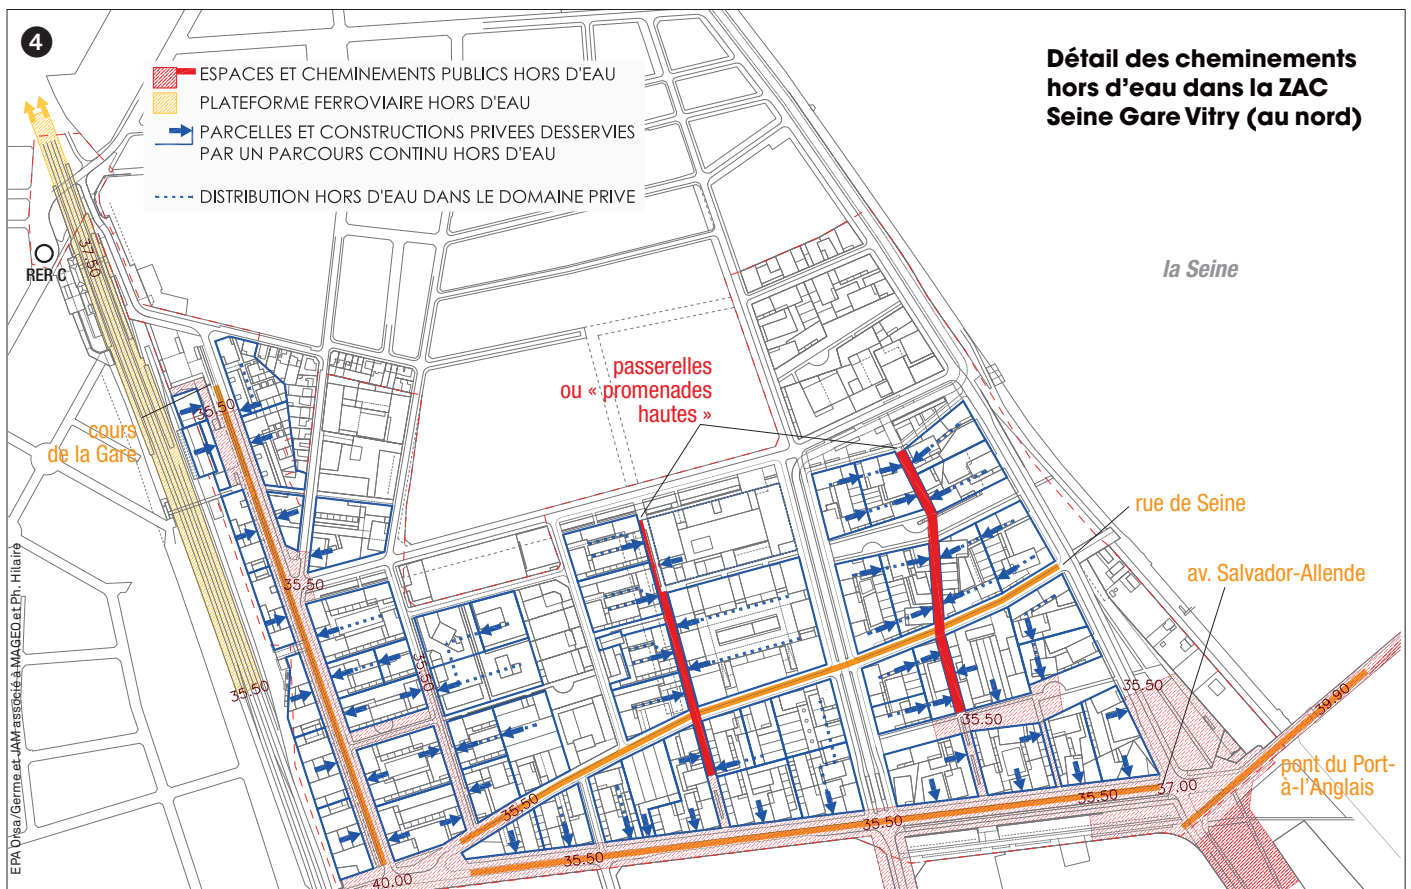 4
Détail des cheminements
hors d'eau dans la ZAC
Seine Gare Vitry (au nord)
ESPACES ET CHEMINEMENTS PUBLICS HORS D'EAU
PLATEFORME FERROVIAIRE HORS D'EAU
PARCELLES ET CONSTRUCTIONS PRIVEES DESSERVIES
PAR UN PARCOURS CONTINU HORS D'EAU
DISTRIBUTION HORS D'EAU DANS LE DOMAINE PRIVE
37.50
RER C
la Seine
passerelles
ou « promenades
hautes »
35.50
cours
de la Gare
rue de Seine
av. Salvador-Allende
35.50
35.50
35.50
35.50
35.50
39.90
pont du Port-
à-l'Anglais
37.00
35.50
35.50
35.50
35.50
40.00
EPA Orsa/Germe et JAM associé à MAGEO et Ph. Hilaire